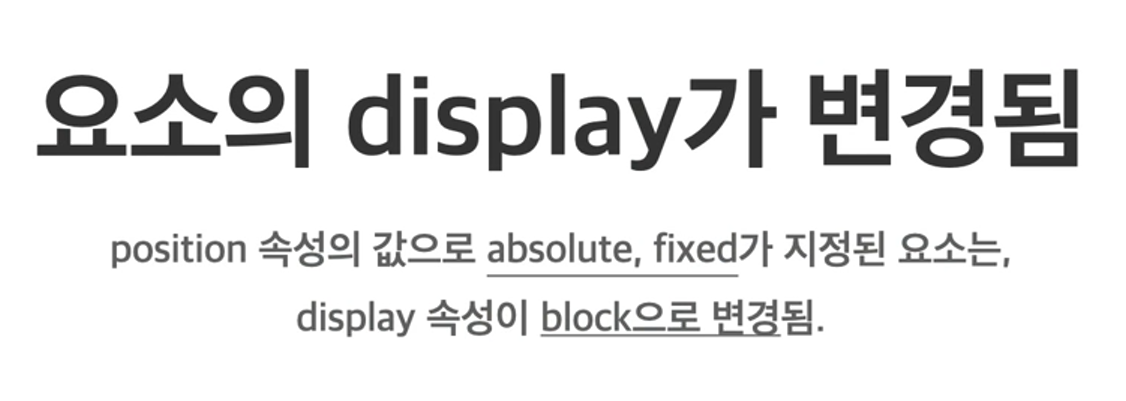 요소의 display가 변경됨
position 속성의 값으로 absolute, fixed가 지정된 요소는,
display 속성이 block으로 변경됨.